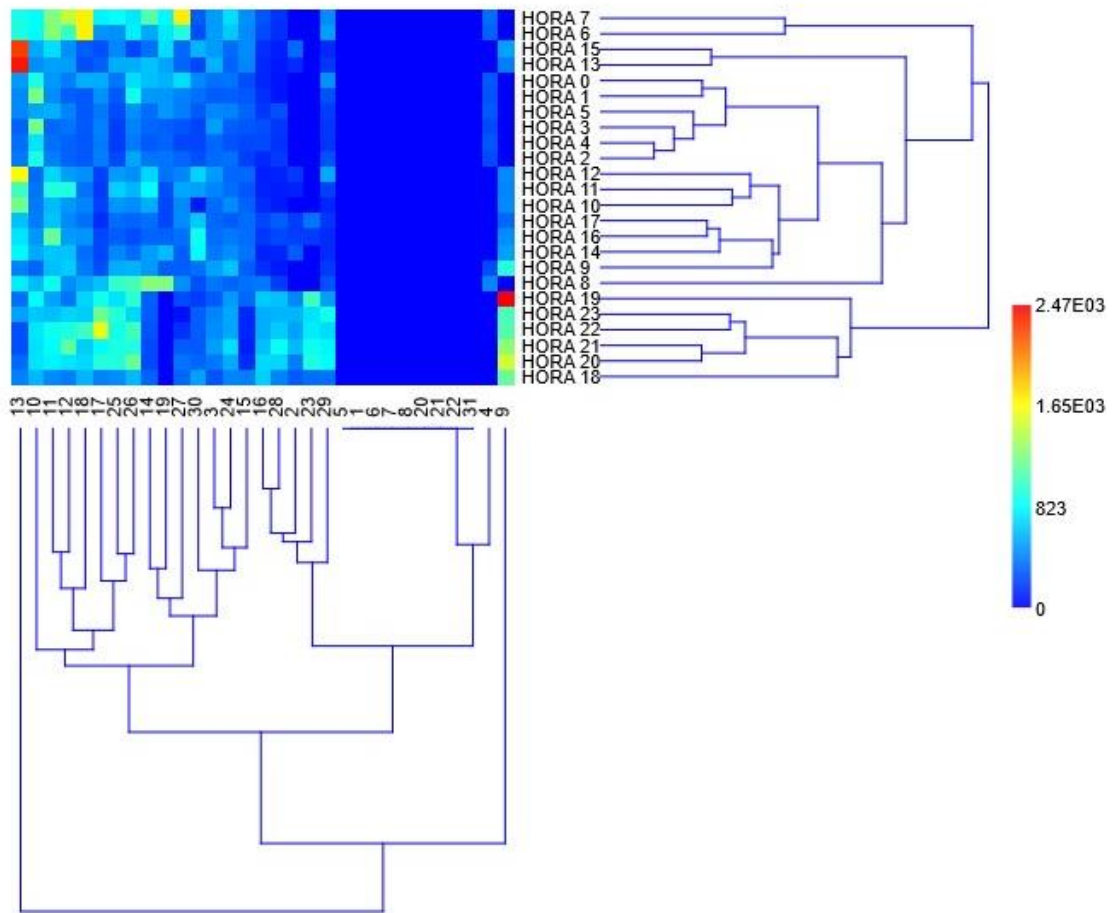 HORA 7
HORA 6
HORA 15
HORA 13
HORA 0
HORA 1
HORA 5
HORA 3
HORA 4
HORA 2
HORA 12
HORA 11
HORA 10
HORA 17
HORA 16
HORA 14
HORA 9
HORA 8
HORA 19
HORA 23
HORA 22
HORA 21
HORA 20
HORA 18
2.47E03
1.65E03
823
0
13 10 11 12 18 17 25 26 14 19 27 30 3 24 15 16 28 2 23 29 5 1 6 7 8 20 21 22 31 4 9